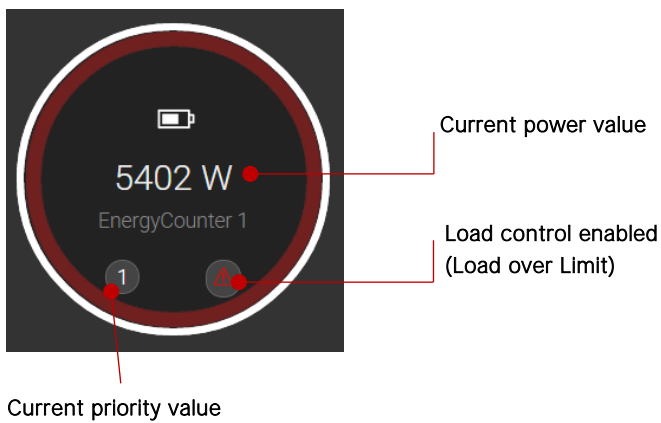 Current power value
5402 W
EnergyCounter 1
Load control enabled
(Load over Limit)
1
Current priority value